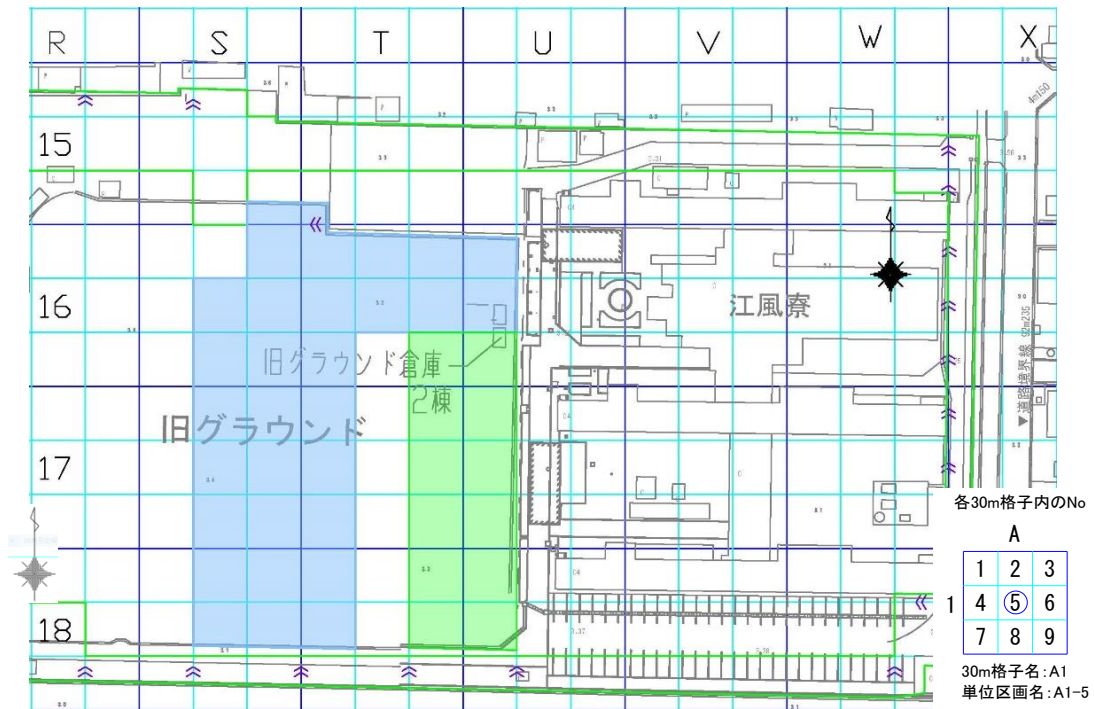 R S T U V W X
4m150
15
16
江風寮
旧グラウンド倉庫
2棟
▼道路境界線 92m235
旧グラウンド
17
18
各30m格子内のNo
A
1 2 3
1 4 ⑤ 6
7 8 9
30m格子名:A1
単位区画名:A1-5